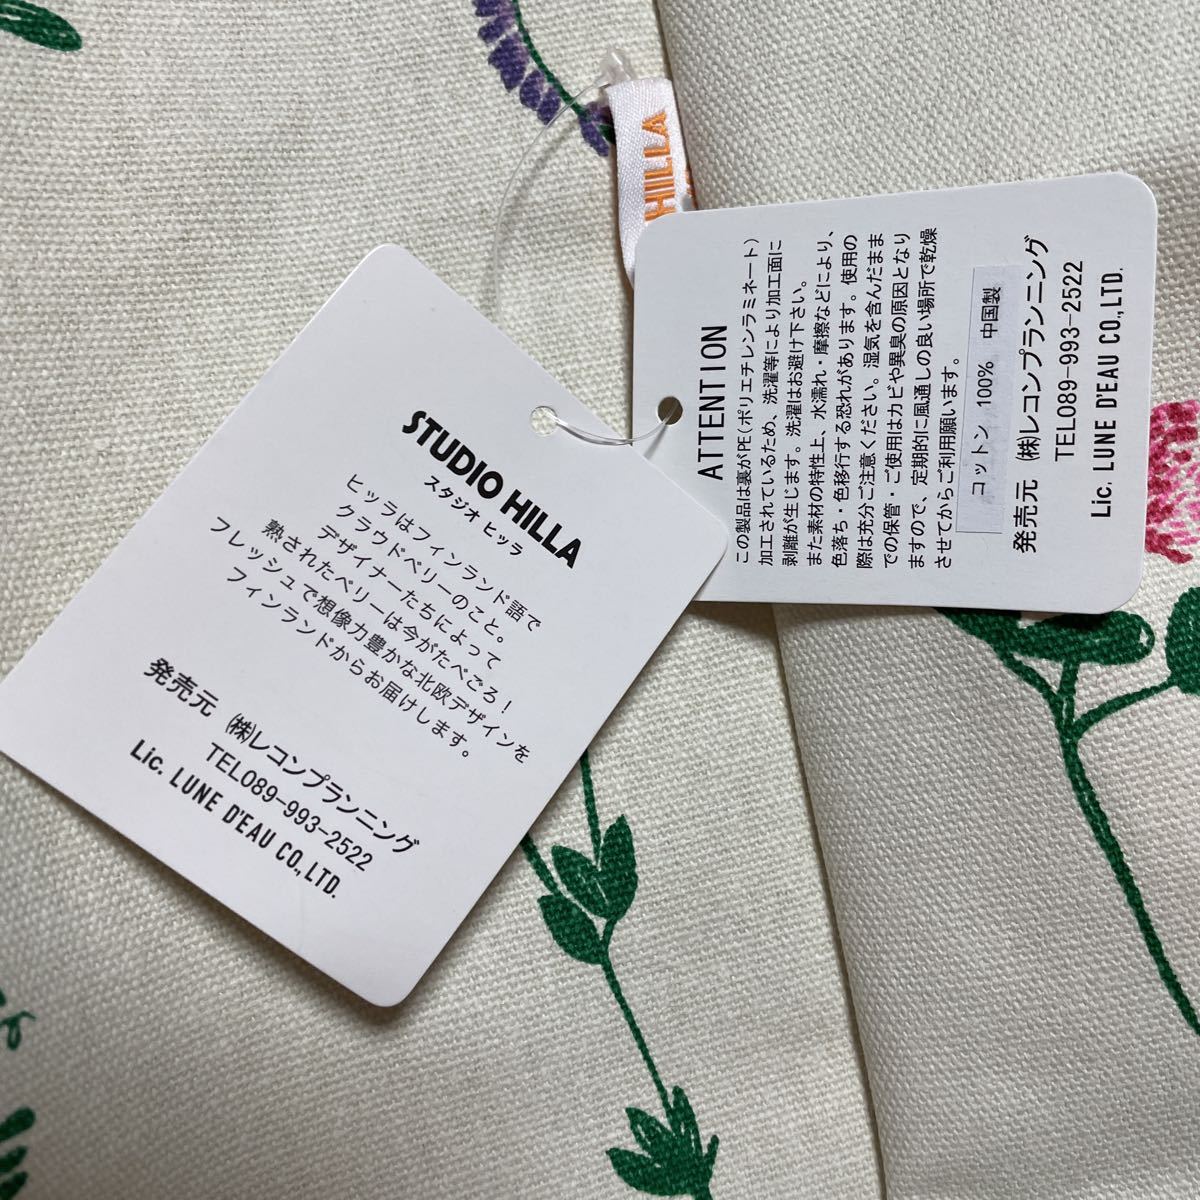 HILLA
STUDIO HILLA
スタジオ ヒッラ
ヒッラはフィンランド語で
クラウドベリーのこと。
デザイナーたちによって
熟されたベリーは今がたべごろ！
フレッシュで想像力豊かな北欧デザインを
フィンランドからお届けします。
発売元　㈱レコンプランニング
TEL089-993-2522
Lic. LUNE D'EAU CO.,LTD.
ATTENTION
この製品は裏がPE(ポリエチレンラミネート)
加工されているため、洗濯等により加工面に
剥離が生じます。洗濯はお避け下さい。
また素材の特性上、水濡れ・摩擦などにより、
色落ち・色移行する恐れがあります。使用の
際は充分ご注意ください。湿気を含んだまま
での保管・ご使用はカビや異臭の原因となり
ますので、定期的に風通しの良い場所で乾燥
させてからご利用願います。
コットン 100%　中国製
発売元　㈱レコンプランニング
TEL089-993-2522
Lic. LUNE D'EAU CO.,LTD.